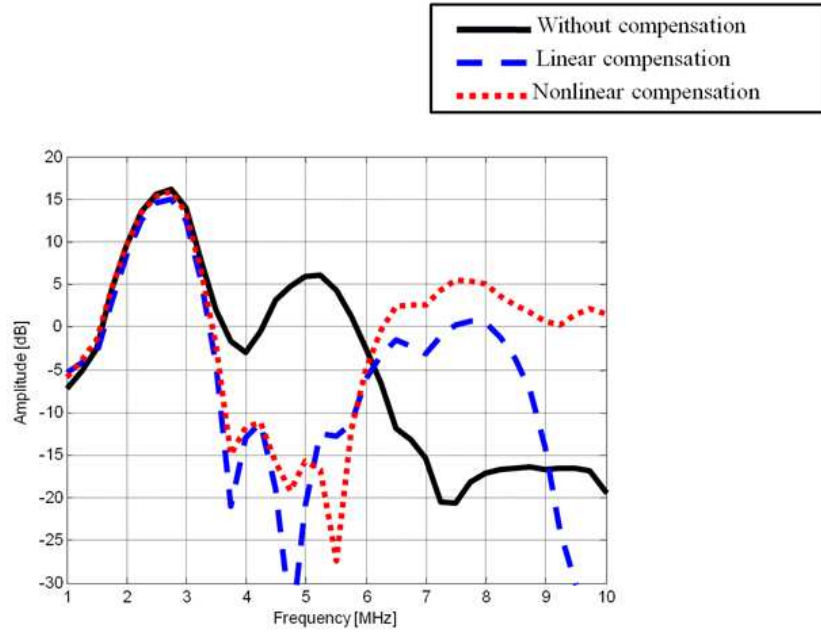 Without compensation
Linear compensation
Nonlinear compensation
20
15
10
5
0
-5
-10
-15
-20
-25
-30
Amplitude [dB]
1 2 3 4 5 6 7 8 9 10
Frequency [MHz]